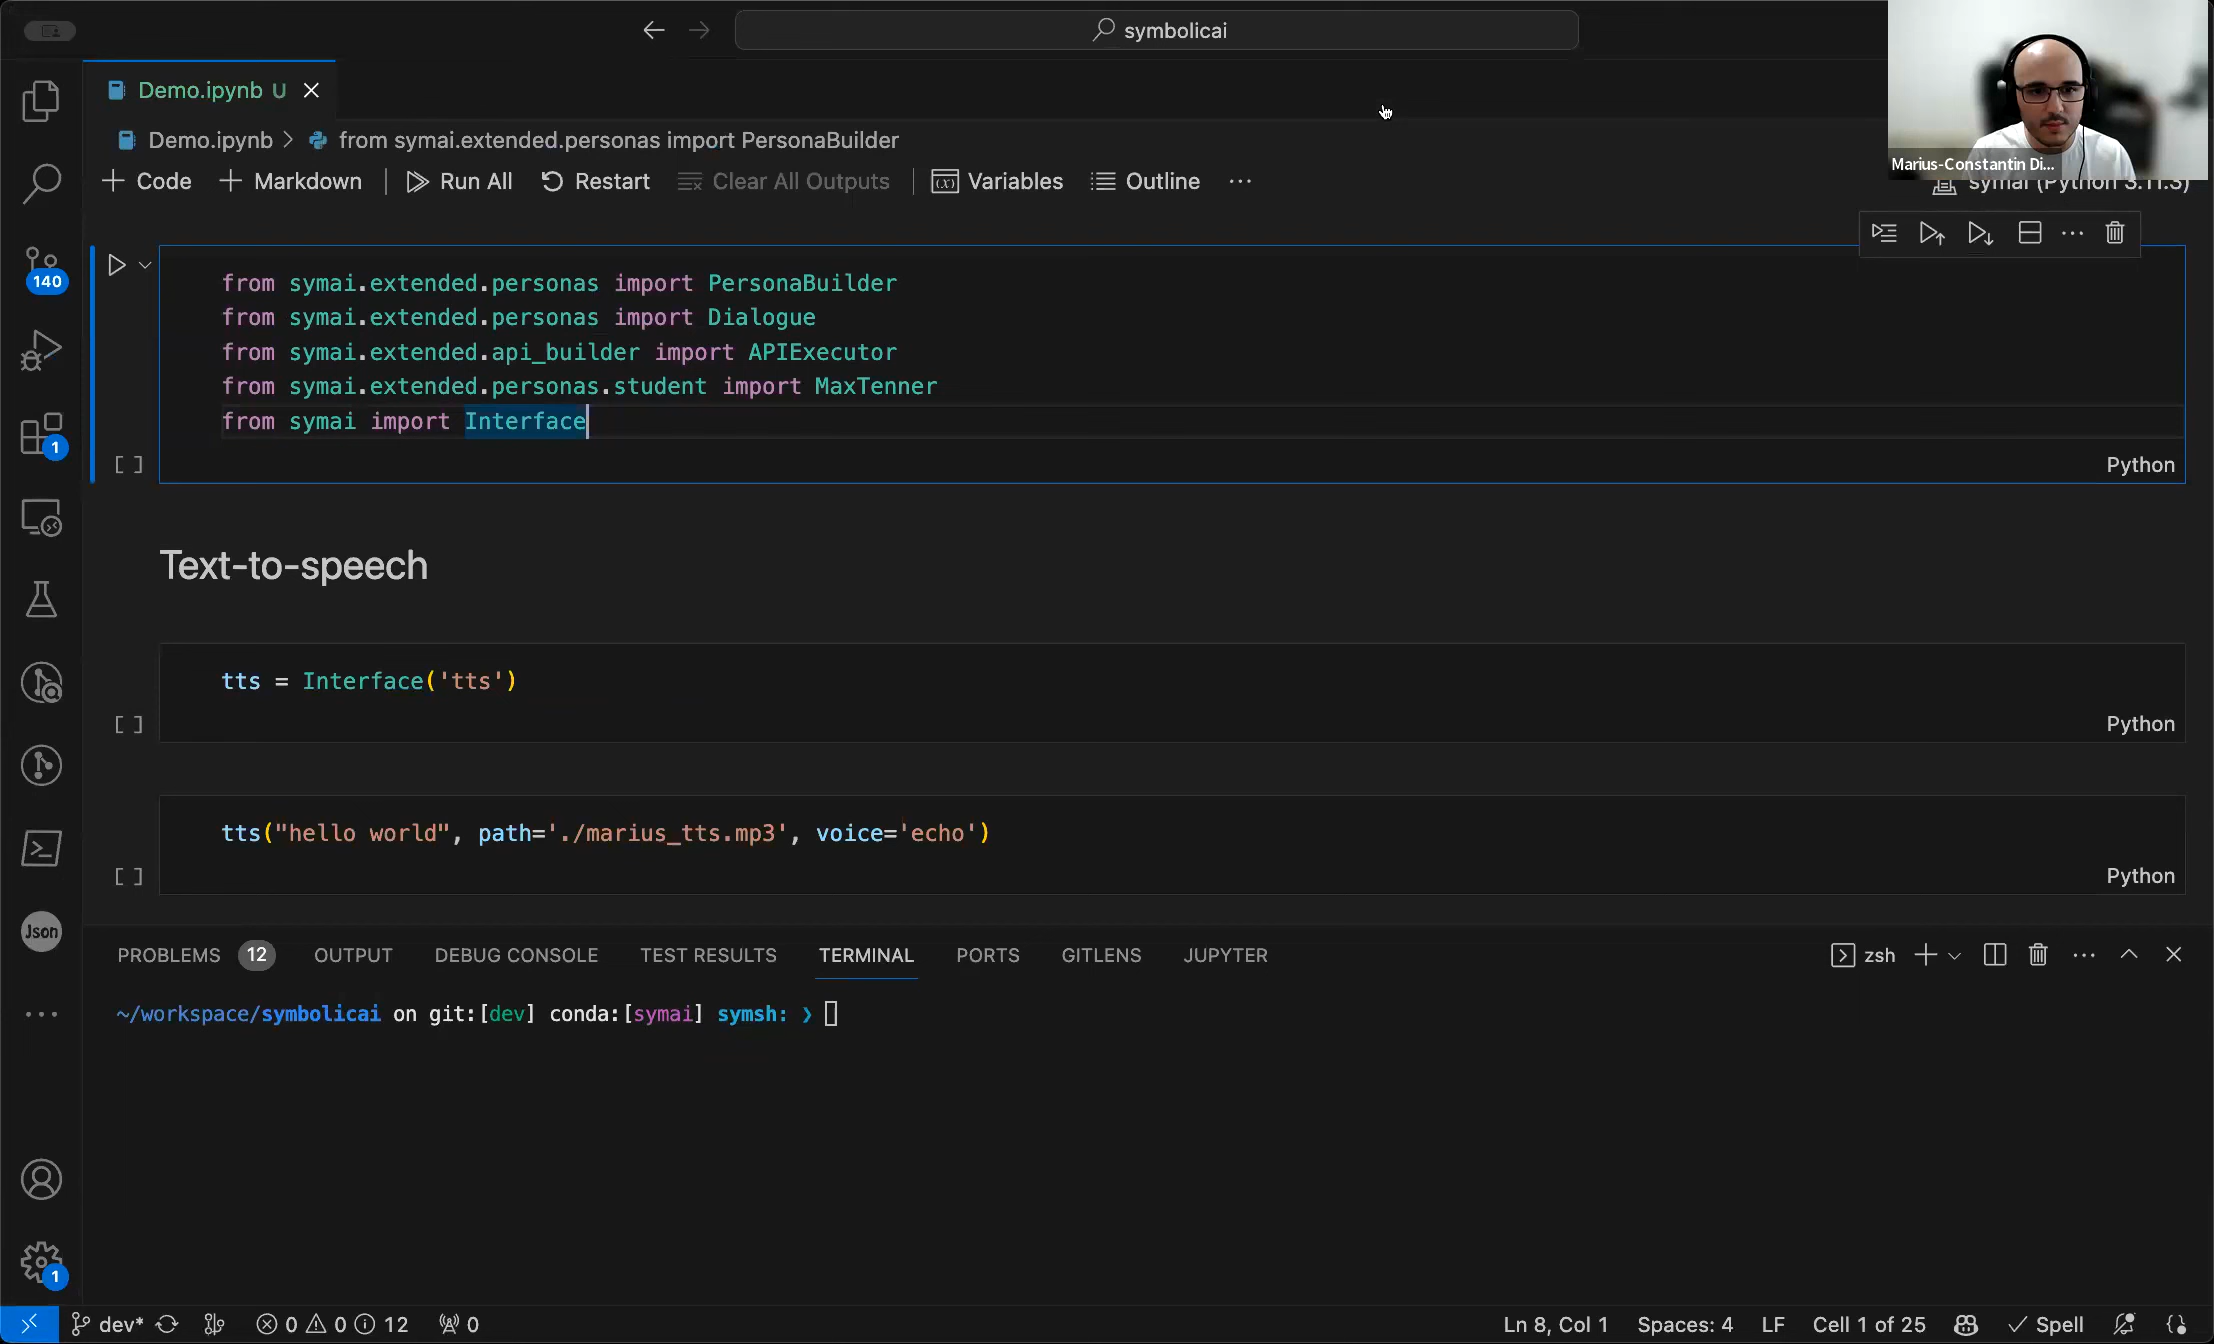 symbolicai
Demo.ipynb U
Demo.ipynb > from symai.extended.personas import PersonaBuilder
Marius-Constantin Di...
+ Code + Markdown Run All Restart Clear All Outputs Variables Outline ...
symai (Python 3.11.3)
140
from symai.extended.personas import PersonaBuilder
from symai.extended.personas import Dialogue
from symai.extended.api_builder import APIExecutor
from symai.extended.personas.student import MaxTenner
from symai import Interface
1
[ ] Python
Text-to-speech
tts = Interface('tts')
[ ] Python
tts("hello world", path='./marius_tts.mp3', voice='echo')
[ ] Python
Json
PROBLEMS 12 OUTPUT DEBUG CONSOLE TEST RESULTS TERMINAL PORTS GITLENS JUPYTER zsh
~/workspace/symbolicai on git:[dev] conda:[symai] symsh: ❯
1
dev* 0 0 12 0 Ln 8, Col 1 Spaces: 4 LF Cell 1 of 25 Spell